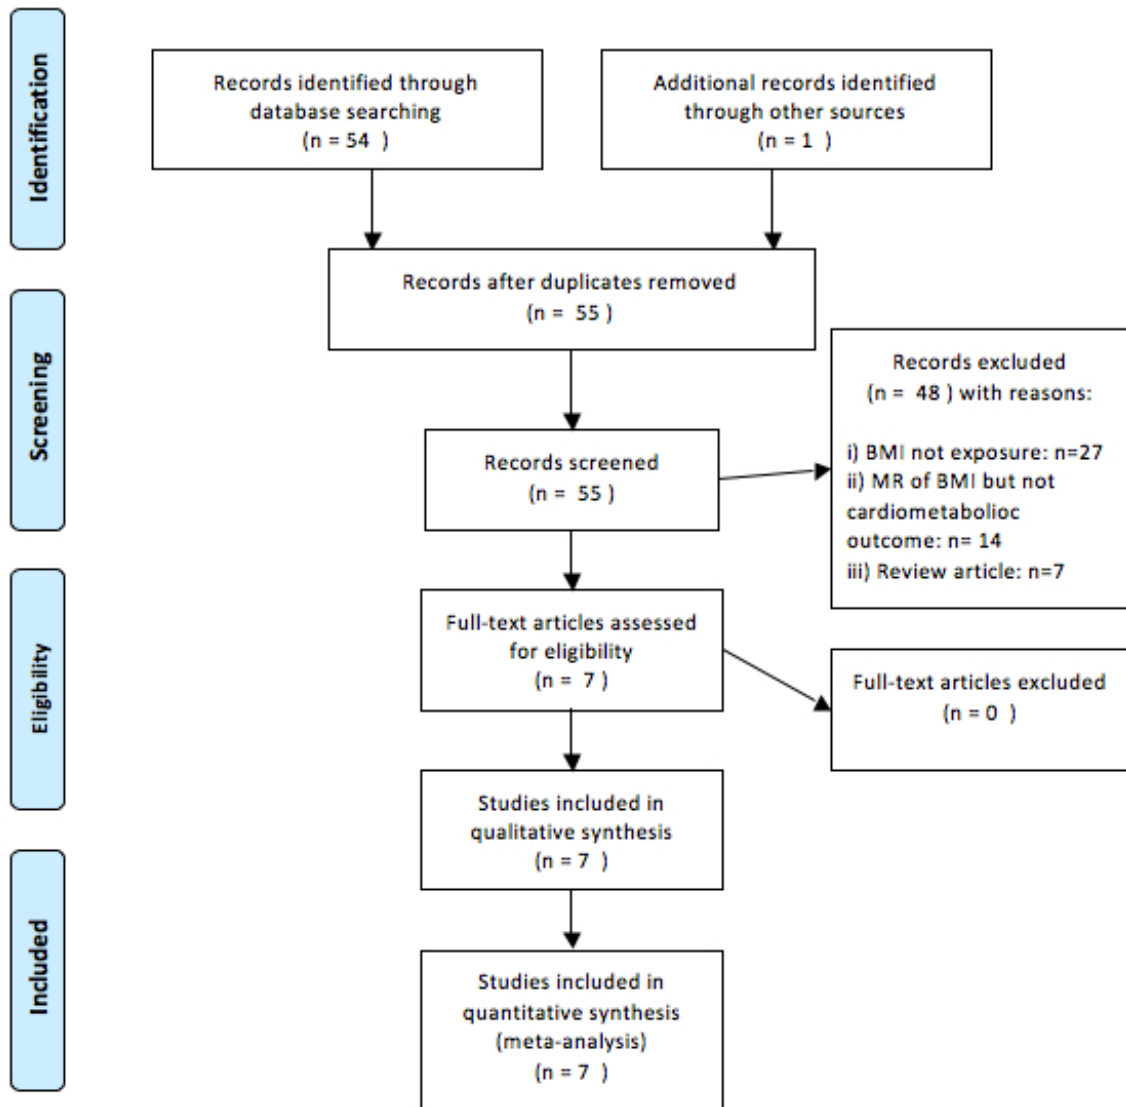 Identification
Records identified through
database searching
(n = 54  )
Additional records identified
through other sources
(n = 1  )
Records after duplicates removed
(n =  55 )
Screening
Records excluded
(n =  48 ) with reasons:
i) BMI not exposure: n=27
ii) MR of BMI but not
cardiometabolioc
outcome: n= 14
iii) Review article: n=7
Records screened
(n =  55 )
Eligibility
Full-text articles assessed
for eligibility
(n =  7 )
Full-text articles excluded
(n = 0  )
Studies included in
qualitative synthesis
(n = 7  )
Included
Studies included in
quantitative synthesis
(meta-analysis)
(n = 7  )